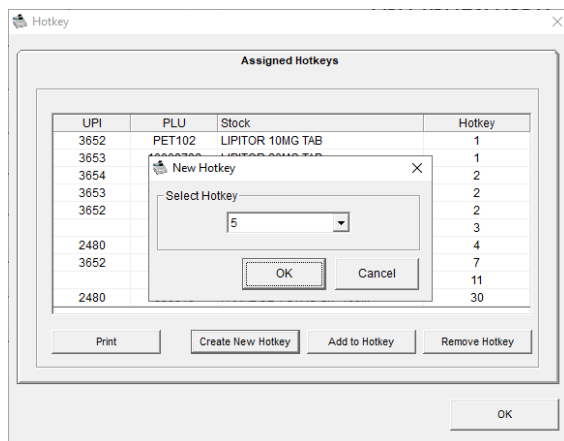 Hotkey
Assigned Hotkeys
UPI PLU Stock Hotkey
3652 PET102 LIPITOR 10MG TAB 1
3653 1
3654 2
3653 2
3652 2
3
2480 4
3652 7
11
2480 30
New Hotkey
Select Hotkey
5
OK Cancel
Print Create New Hotkey Add to Hotkey Remove Hotkey
OK